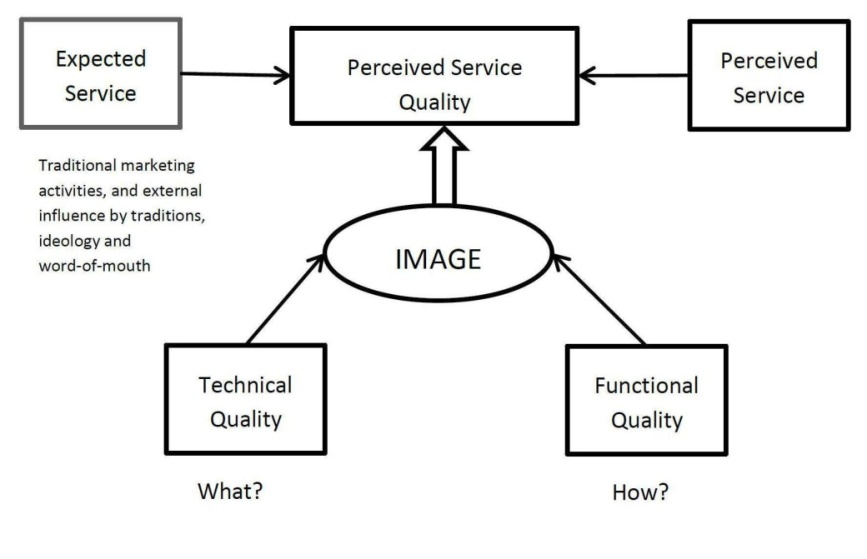 Expected
Service
Perceived Service
Quality
Perceived
Service
Traditional marketing
activities, and external
influence by traditions,
ideology and
word-of-mouth
IMAGE
Technical
Quality
Functional
Quality
What?
How?